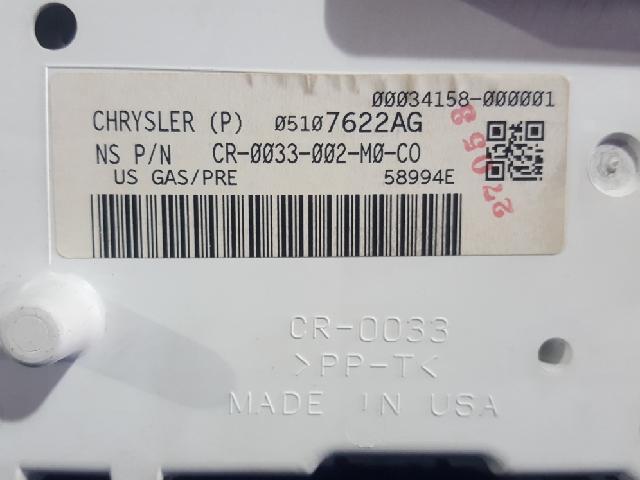 00034158-000001
CHRYSLER (P) 05107622AG
NS P/N CR-0033-002-M0-C0
US GAS/PRE 58994E
27058
CR-0033
>PP-T<
MADE IN USA